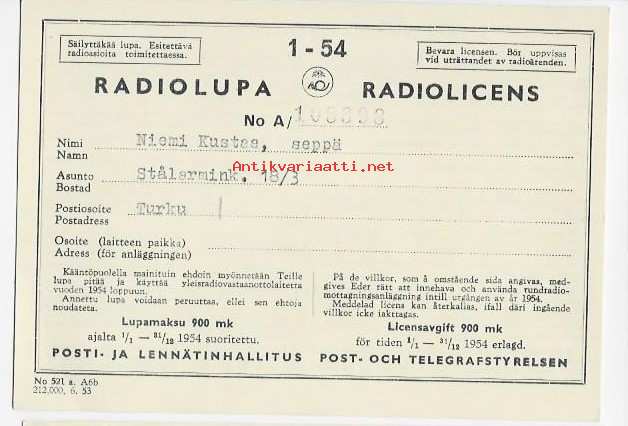 Säilyttäkää lupa. Esitettävä
radioasioita toimitettaessa.
1 - 54
Bevara licensen. Bör uppvisas
vid uträttandet av radioärenden.
RADIOLUPA RADIOLICENS
No A/108398
Nimi Niemi Kustaa, seppä
Namn
Antikvariaatti.net
Asunto Stålarmink. 18/3
Bostad
Postiosoite Turku
Postadress
Osoite (laitteen paikka)
Adress (för anläggningen)
Kääntöpuolella mainituin ehdoin myönnetään Teille
lupa pitää ja käyttää yleisradiovastaanottolaitetta
vuoden 1954 loppuun.
Annettu lupa voidaan peruuttaa, ellei sen ehtoja
noudateta.
Lupamaksu 900 mk
ajalta 1/1 — 31/12 1954 suoritettu.
POSTI- JA LENNÄTINHALLITUS
På de villkor, som å omstående sida angivas, med-
gives Eder rätt att innehava och använda rundradio-
mottagningsanläggning intill utgången av år 1954.
Meddelad licens kan återkallas, ifall däri ingående
villkor icke iakttagas.
Licensavgift 900 mk
för tiden 1/1 — 31/12 1954 erlagd.
POST- OCH TELEGRAFSTYRELSEN
No 521 a. A6b
212,000, 6. 53